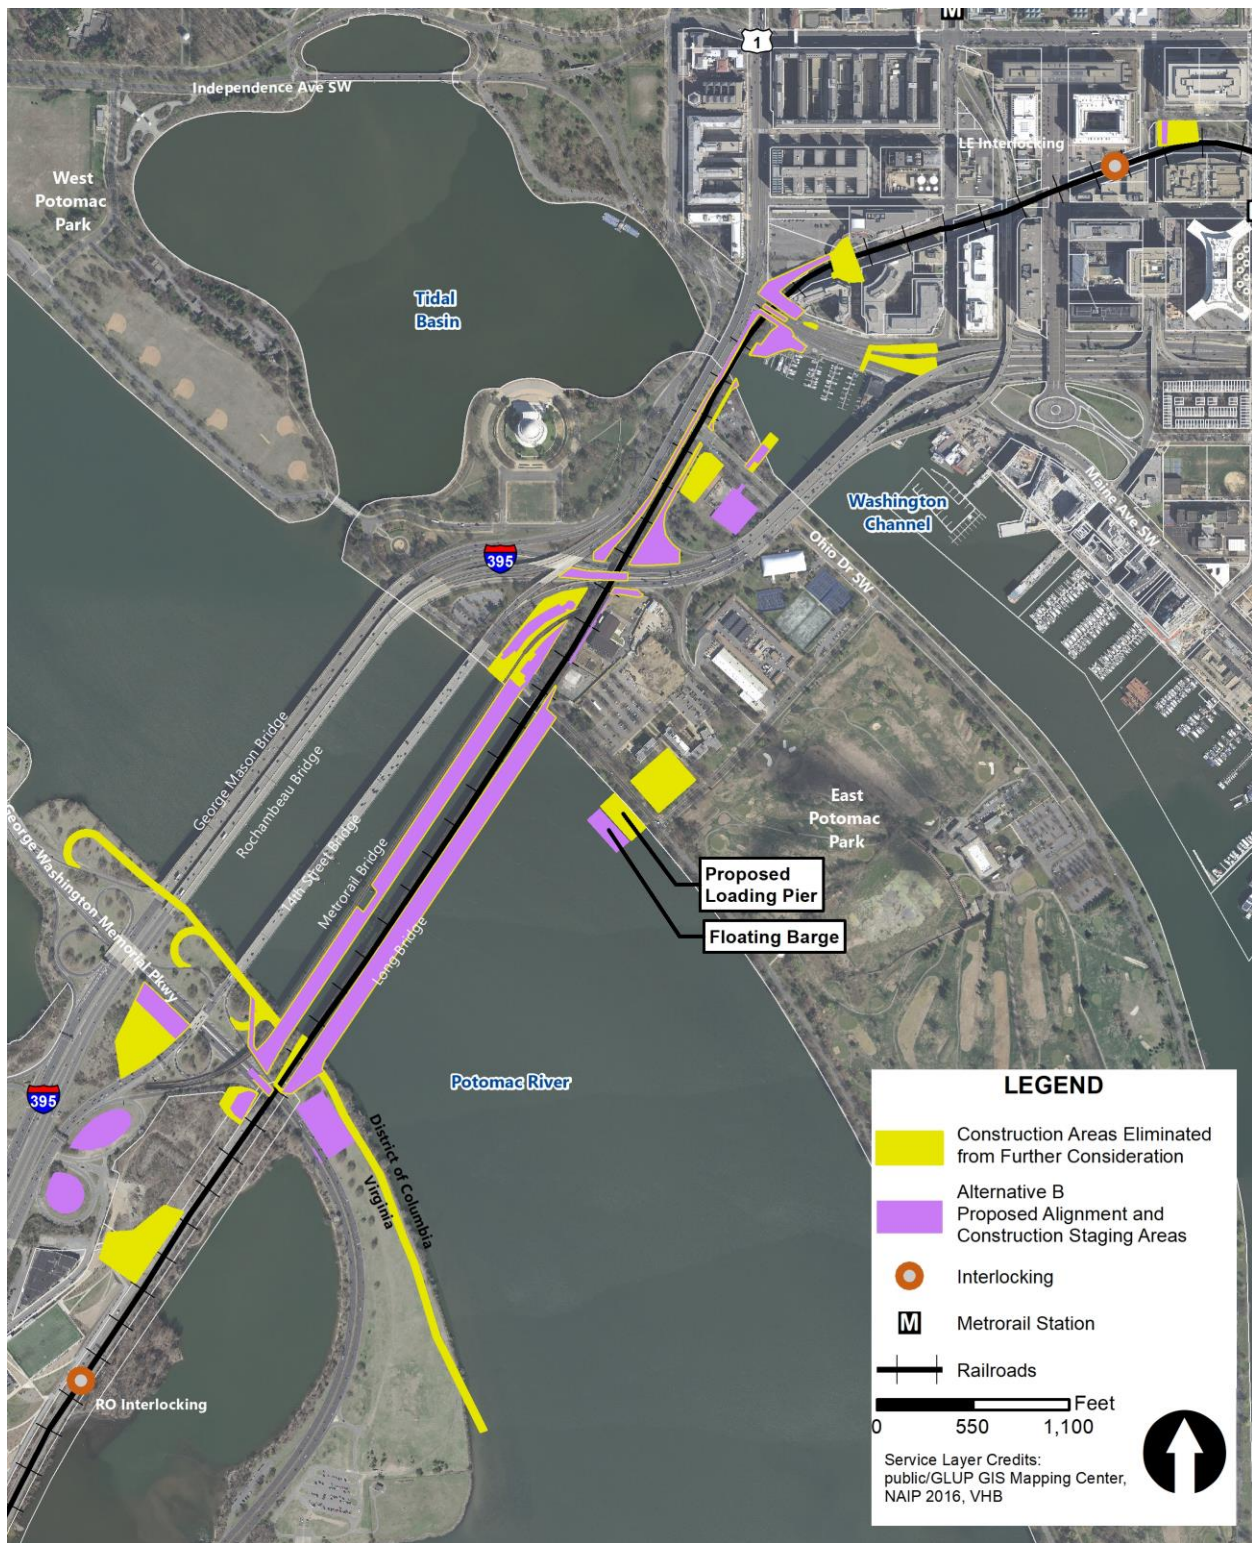 M
1
Independence Ave SW
LE Interlocking
West
Potomac
Park
Tidal
Basin
Washington
Channel
Maine Ave SW
395
Ohio Dr SW
George Mason Bridge
Rochambeau Bridge
14th Street Bridge
Metrorail Bridge
Long Bridge
East
Potomac
Park
George Washington Memorial Pkwy
Proposed
Loading Pier
Floating Barge
Potomac River
395
District of Columbia
Virginia
RO Interlocking
LEGEND
Construction Areas Eliminated
from Further Consideration
Alternative B
Proposed Alignment and
Construction Staging Areas
Interlocking
M
Metrorail Station
Railroads
Feet
0 550 1,100
Service Layer Credits:
public/GLUP GIS Mapping Center,
NAIP 2016, VHB